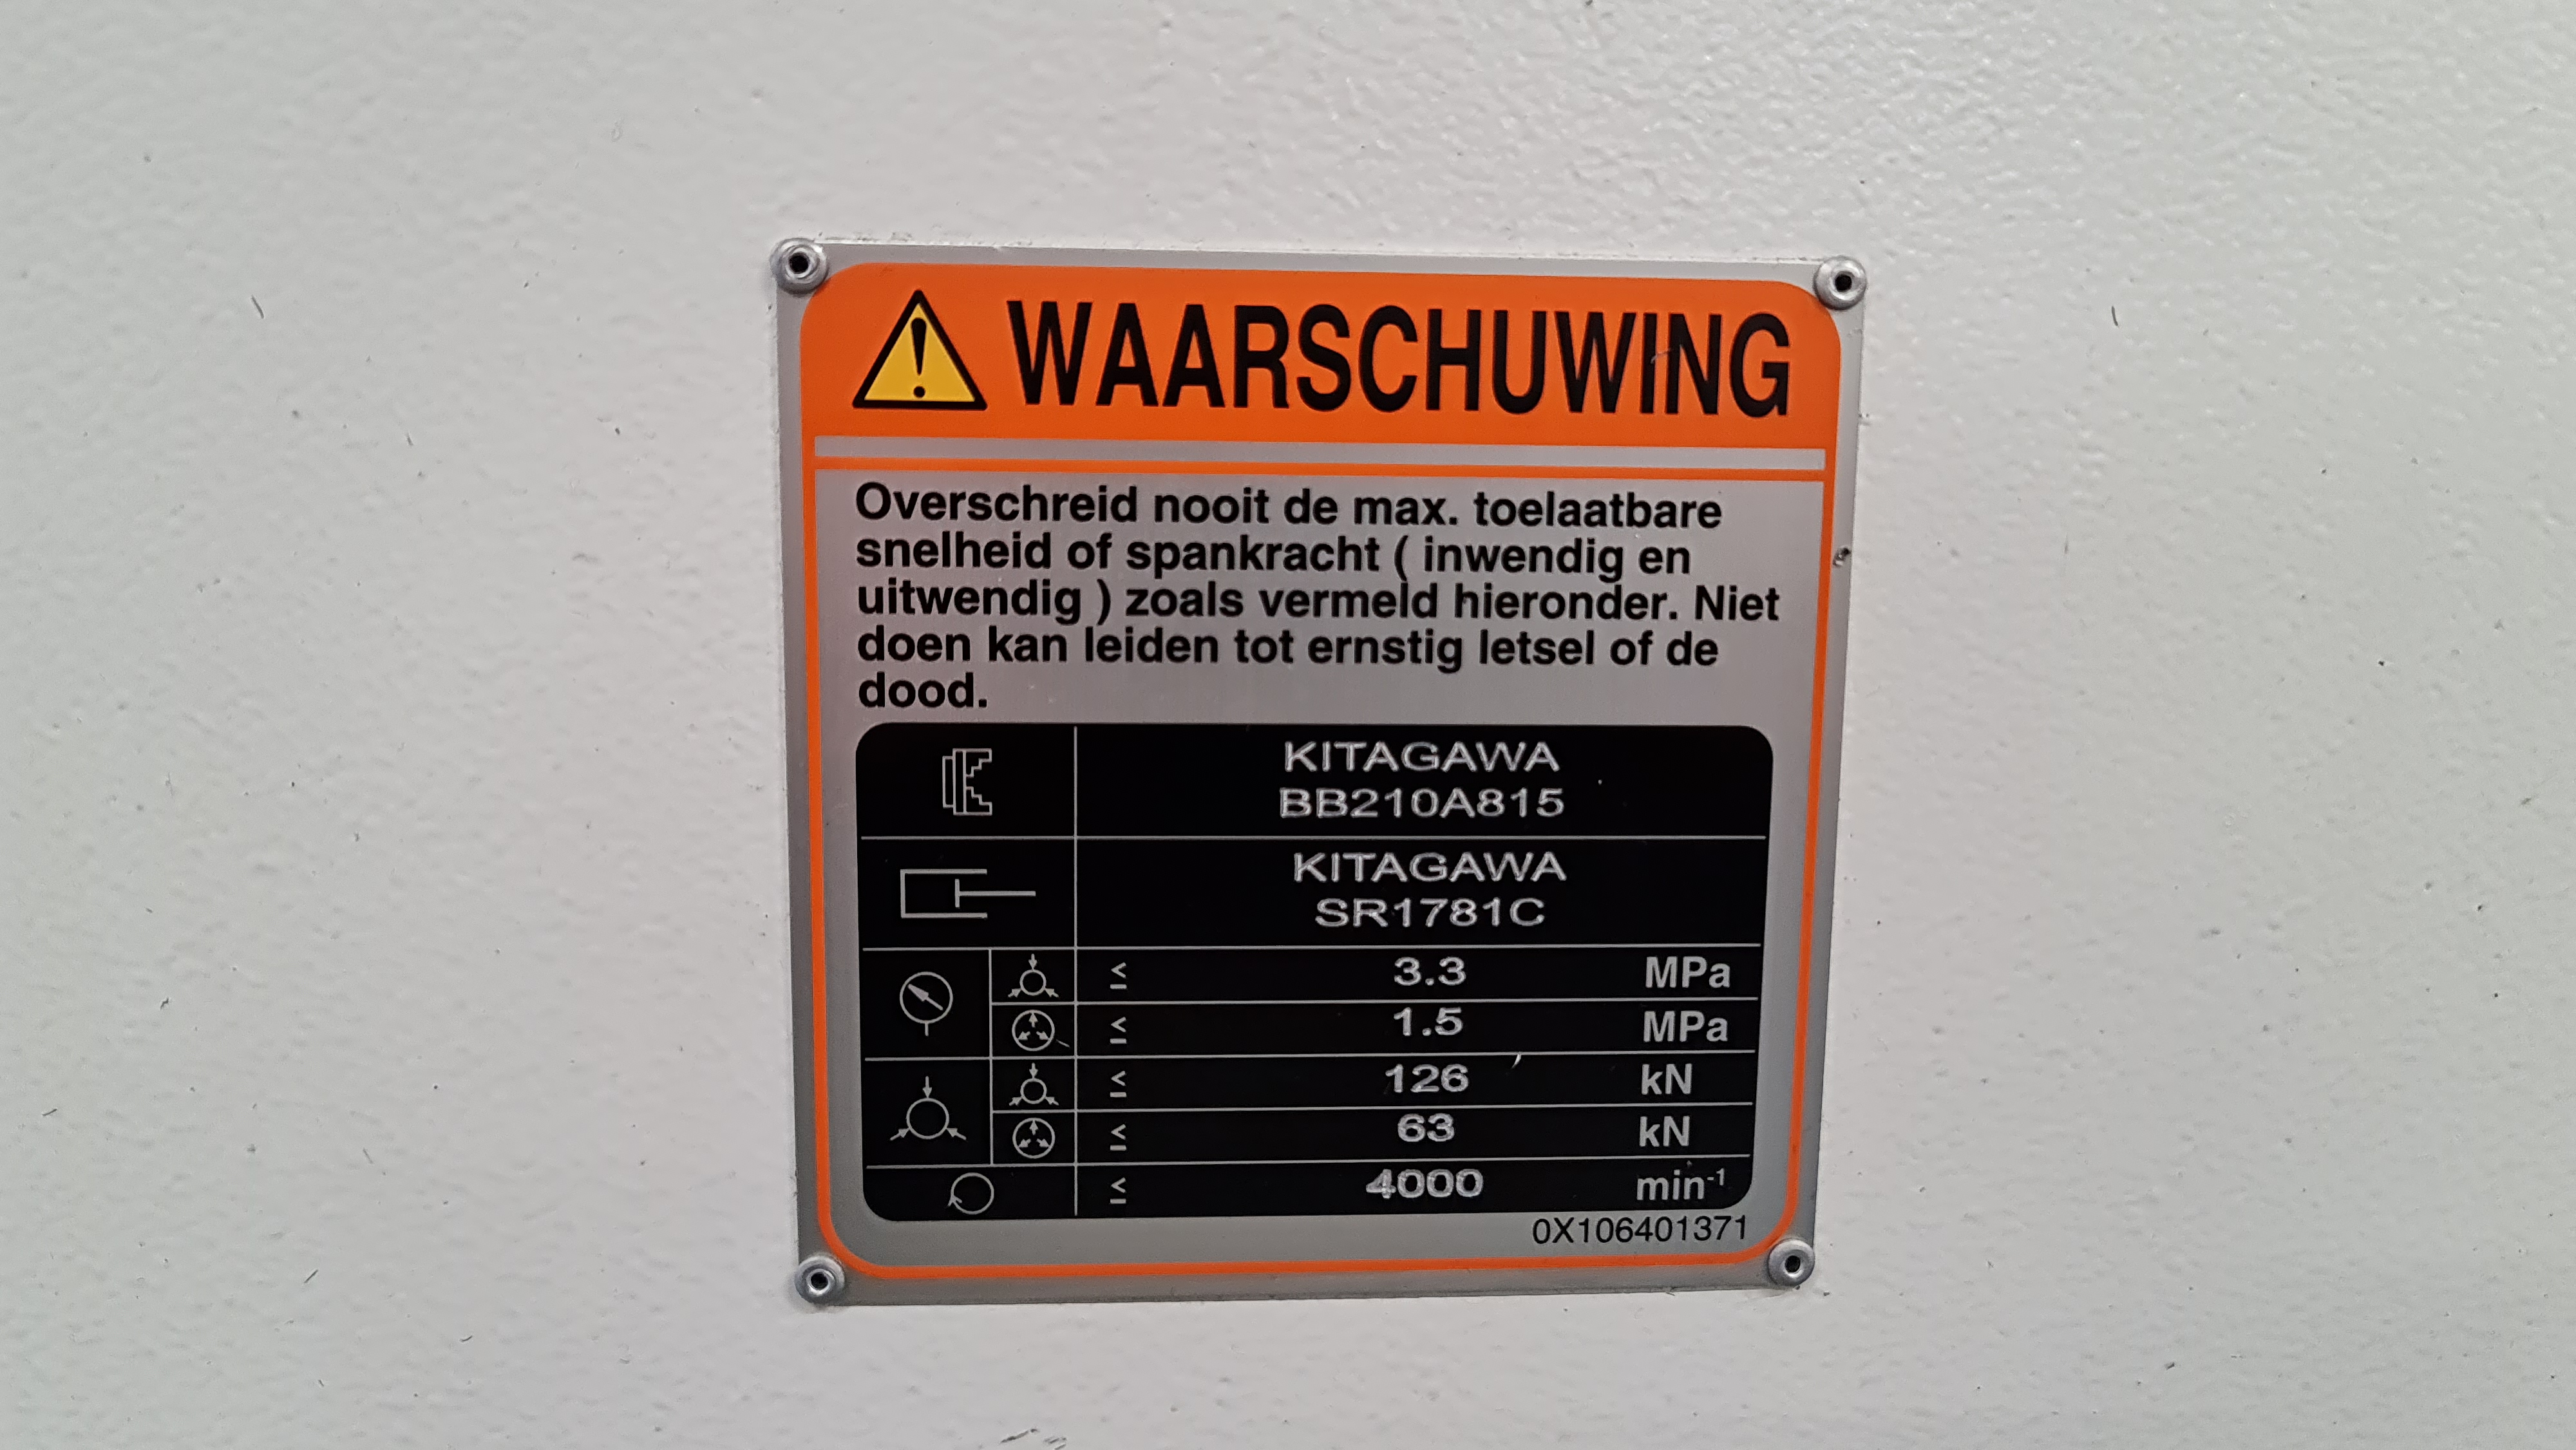 WAARSCHUWING
Overschreid nooit de max. toelaatbare
snelheid of spankracht ( inwendig en
uitwendig ) zoals vermeld hieronder. Niet
doen kan leiden tot ernstig letsel of de
dood.
KITAGAWA
BB210A815
KITAGAWA
SR1781C
≤ 3.3 MPa
≤ 1.5 MPa
≤ 126 kN
≤ 63 kN
≤ 4000 min⁻¹
0X106401371